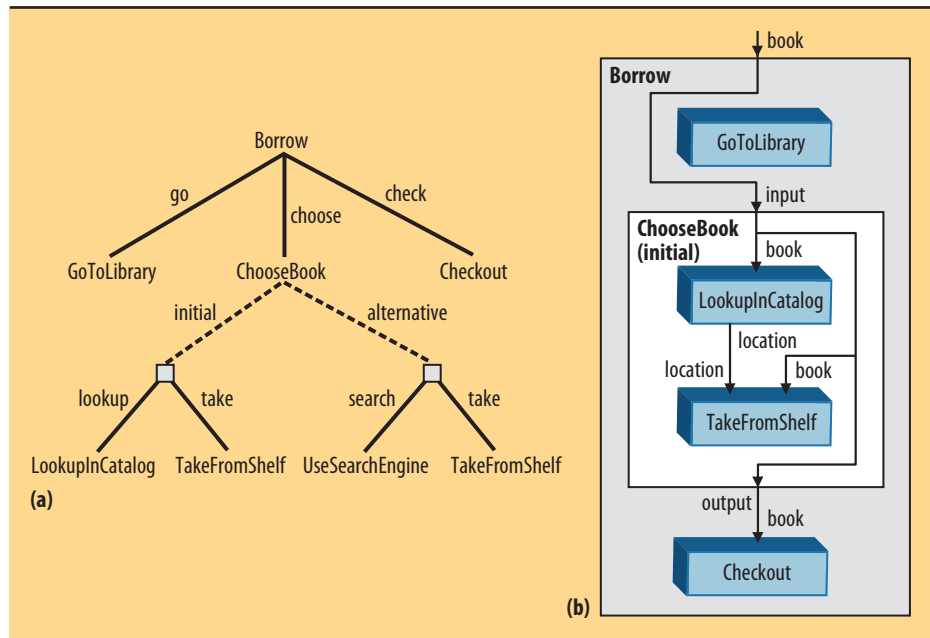 Borrow
go
choose
check
GoToLibrary
ChooseBook
Checkout
initial
alternative
lookup
take
search
take
LookupInCatalog
TakeFromShelf
UseSearchEngine
TakeFromShelf
(a)
book
Borrow
GoToLibrary
input
ChooseBook
(initial)
book
LookupInCatalog
location
location
book
TakeFromShelf
output
book
Checkout
(b)